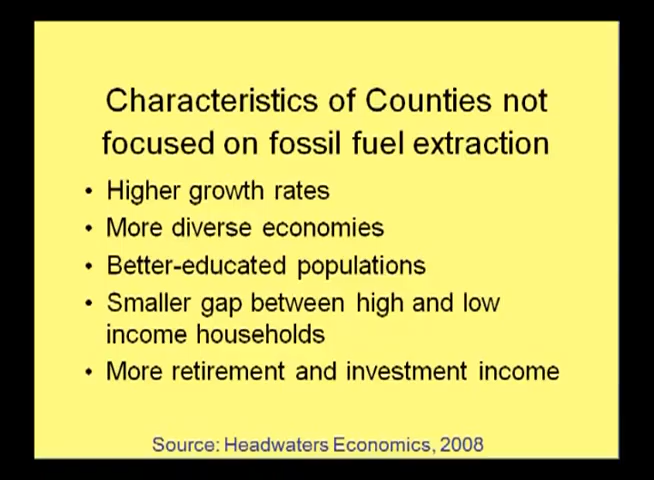 Characteristics of Counties not
focused on fossil fuel extraction
• Higher growth rates
• More diverse economies
• Better-educated populations
• Smaller gap between high and low
income households
• More retirement and investment income
Source: Headwaters Economics, 2008